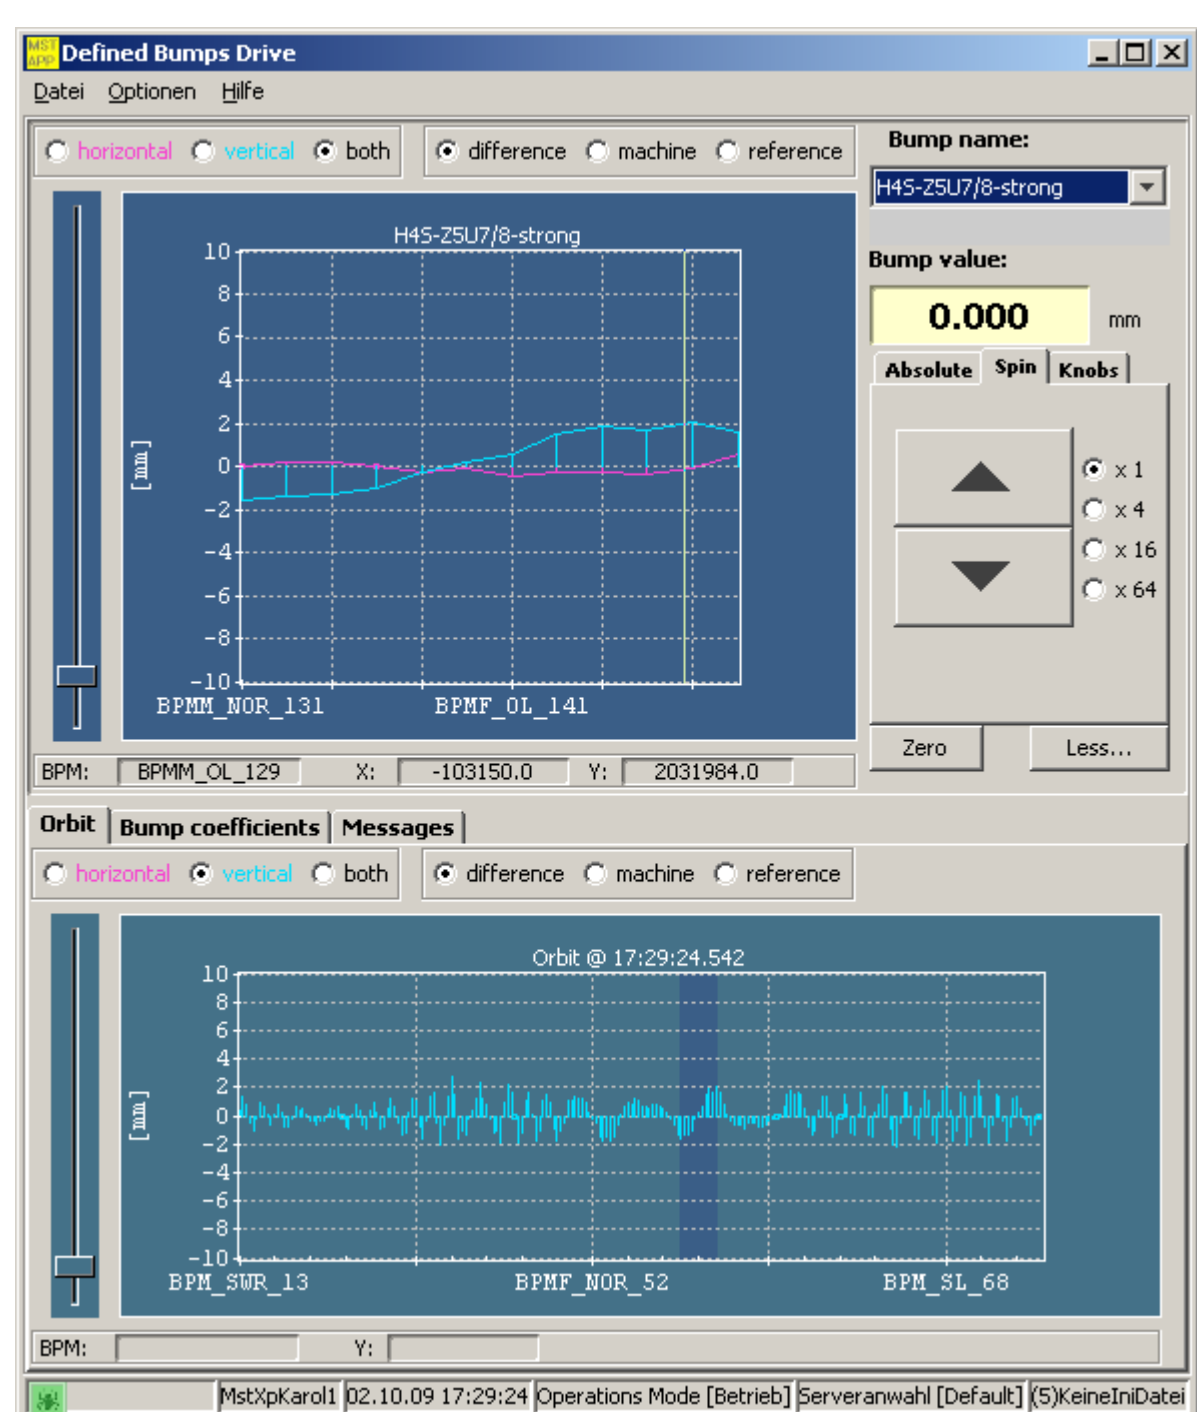 MST APP Defined Bumps Drive
Datei Optionen Hilfe
horizontal vertical both difference machine reference
Bump name:
H4S-Z5U7/8-strong
Bump value:
0.000 mm
Absolute Spin Knobs
x 1
x 4
x 16
x 64
Zero Less...
H4S-Z5U7/8-strong
10
8
6
4
2
0
-2
-4
-6
-8
-10
[mm]
BPMM_NOR_131 BPMF_OL_141
BPM: BPMM_OL_129 X: -103150.0 Y: 2031984.0
Orbit Bump coefficients Messages
horizontal vertical both difference machine reference
Orbit @ 17:29:24.542
10
8
6
4
2
0
-2
-4
-6
-8
-10
[mm]
BPM_SWR_13 BPMF_NOR_52 BPM_SL_68
BPM: Y:
MstXpKarol1 02.10.09 17:29:24 Operations Mode [Betrieb] Serveranwahl [Default] (5)KeineIniDatei